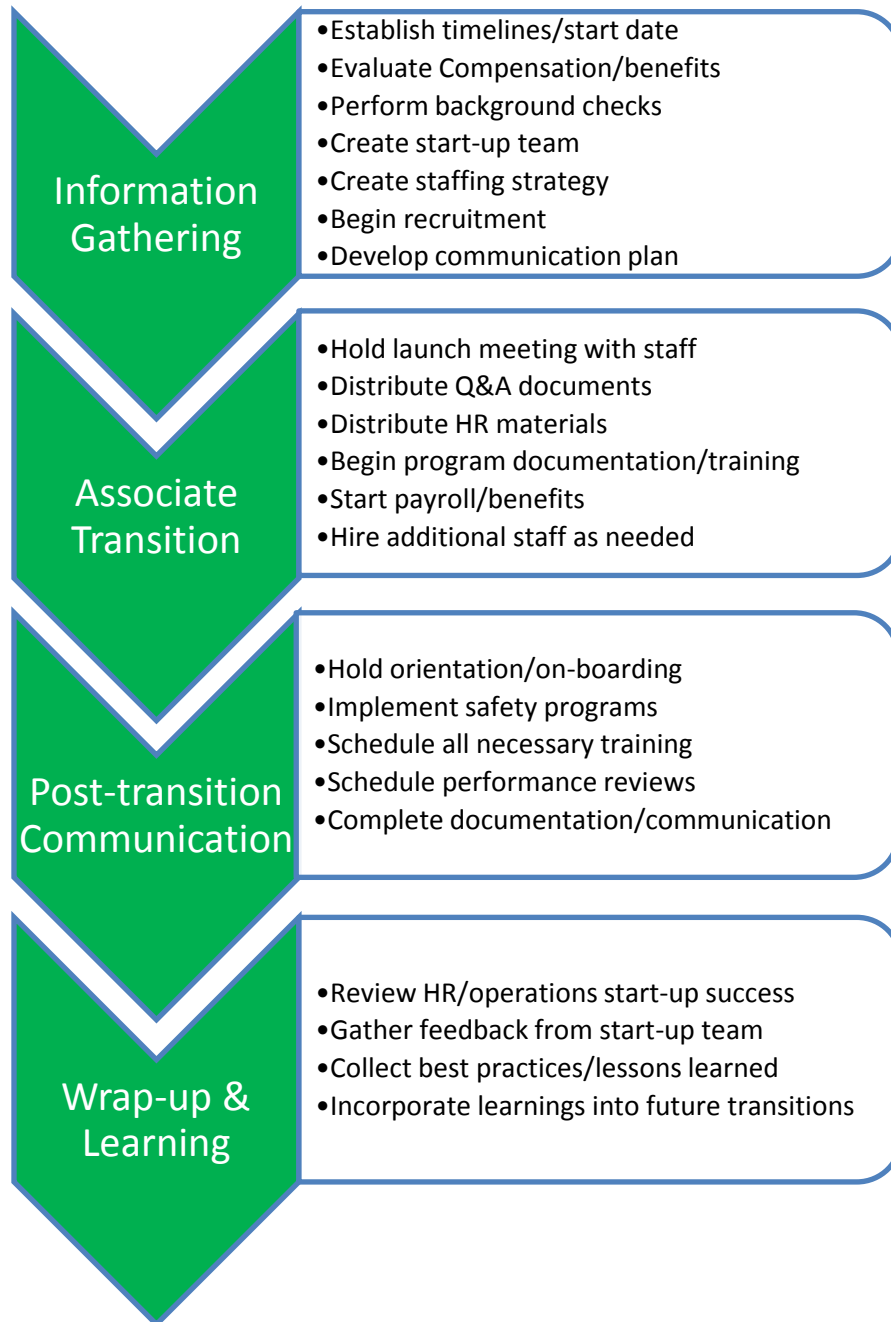 Information
Gathering
•Establish timelines/start date
•Evaluate Compensation/benefits
•Perform background checks
•Create start-up team
•Create staffing strategy
•Begin recruitment
•Develop communication plan
Associate
Transition
•Hold launch meeting with staff
•Distribute Q&A documents
•Distribute HR materials
•Begin program documentation/training
•Start payroll/benefits
•Hire additional staff as needed
Post-transition
Communication
•Hold orientation/on-boarding
•Implement safety programs
•Schedule all necessary training
•Schedule performance reviews
•Complete documentation/communication
Wrap-up &
Learning
•Review HR/operations start-up success
•Gather feedback from start-up team
•Collect best practices/lessons learned
•Incorporate learnings into future transitions